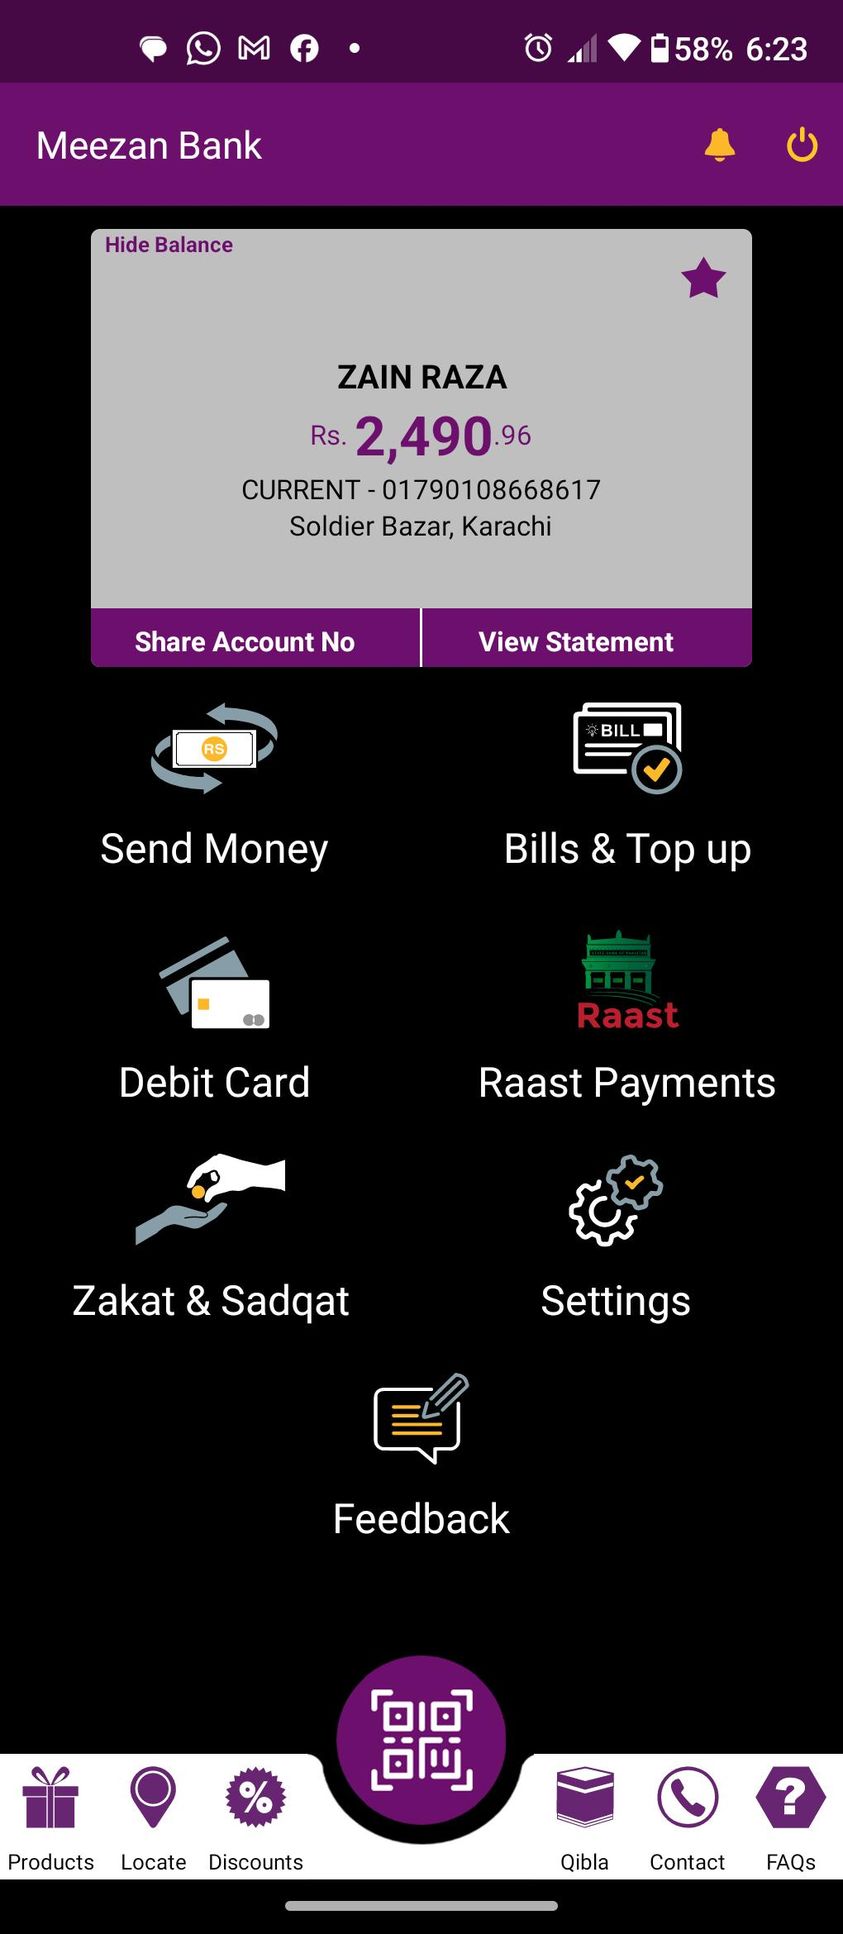 58% 6:23
Meezan Bank
Hide Balance
ZAIN RAZA
Rs. 2,490.96
CURRENT - 01790108668617
Soldier Bazar, Karachi
Share Account No
View Statement
RS
BILL
Send Money
Bills & Top up
Raast
Debit Card
Raast Payments
Zakat & Sadqat
Settings
Feedback
%
?
Products
Locate
Discounts
Qibla
Contact
FAQs